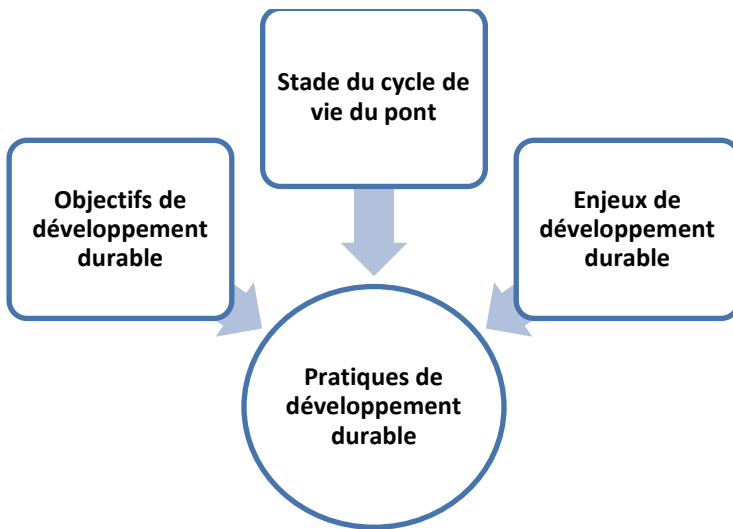 Stade du cycle de
vie du pont
Objectifs de
développement
durable
Enjeux de
développement
durable
Pratiques de
développement
durable